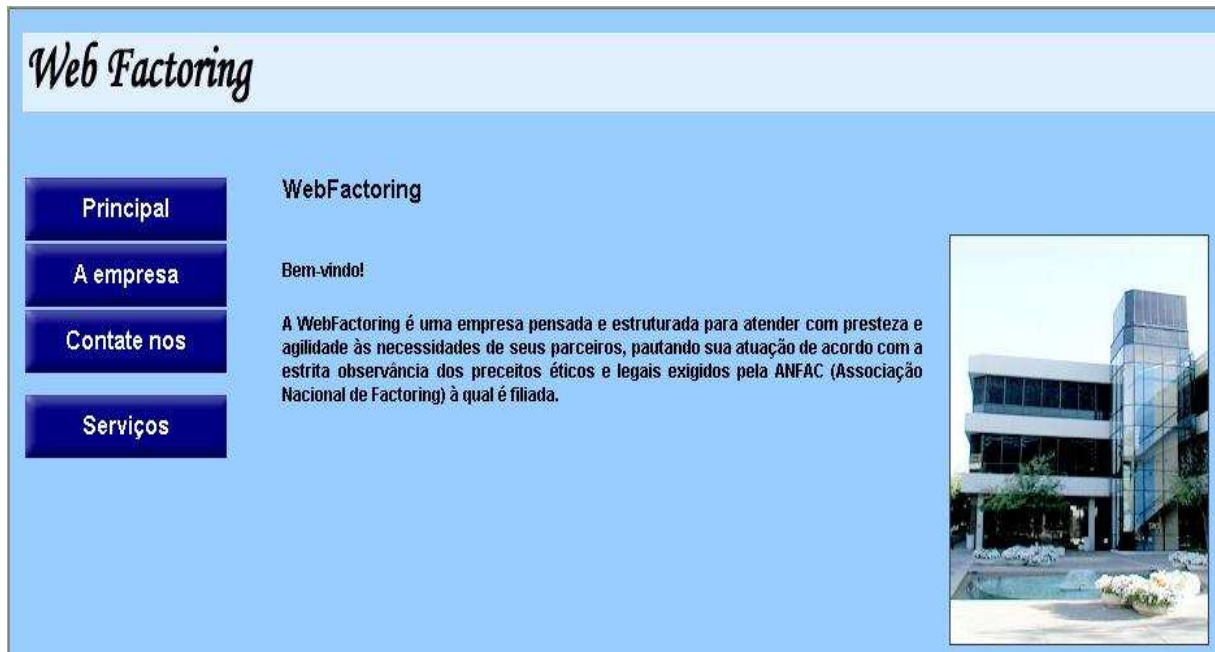 Web Factoring
Principal
A empresa
Contate nos
Serviços
WebFactoring
Bem-vindo!
A WebFactoring é uma empresa pensada e estruturada para atender com presteza e
agilidade às necessidades de seus parceiros, pautando sua atuação de acordo com a
estrita observância dos preceitos éticos e legais exigidos pela ANFAC (Associação
Nacional de Factoring) à qual é filiada.